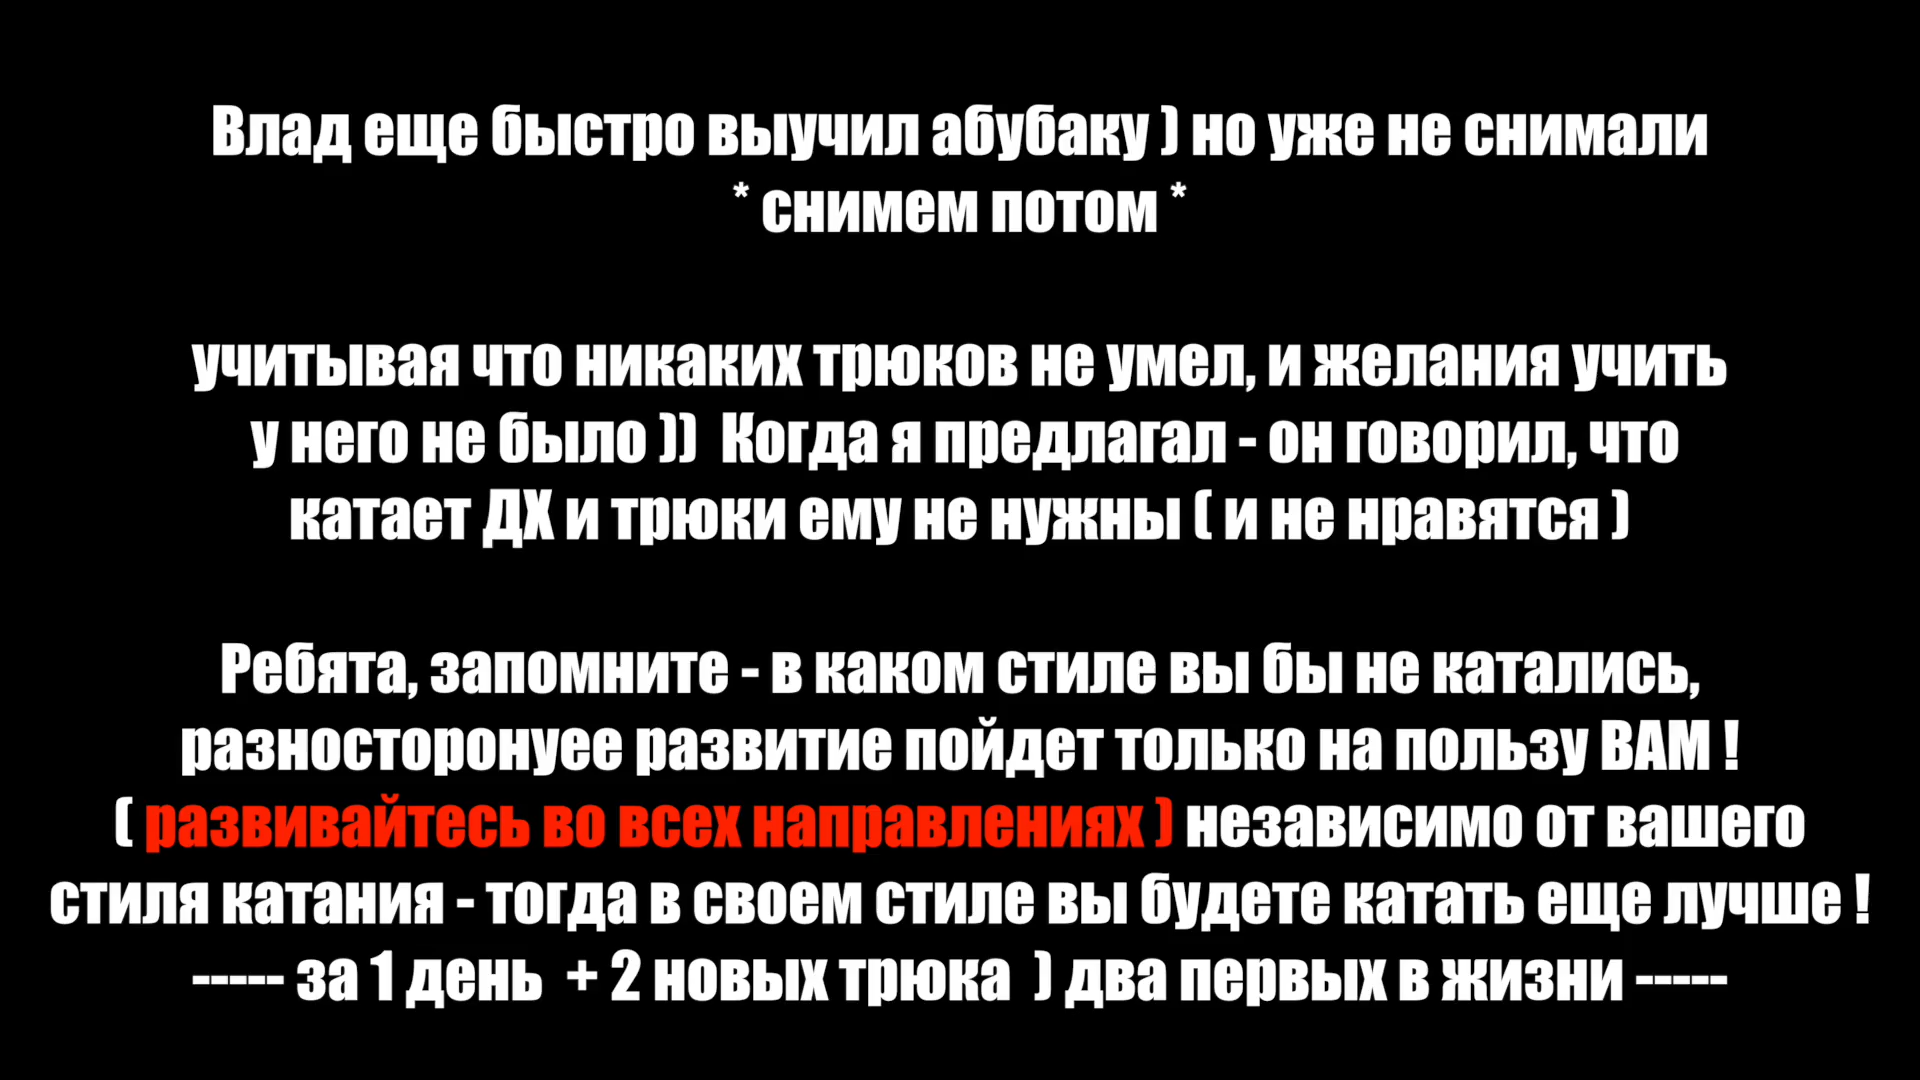 Влад еще быстро выучил абубаку ) но уже не снимали
* снимем потом *
учитывая что никаких трюков не умел, и желания учить
у него не было )) Когда я предлагал - он говорил, что
катает ДХ и трюки ему не нужны ( и не нравятся )
Ребята, запомните - в каком стиле вы бы не катались,
разносторонуее развитие пойдет только на пользу ВАМ !
( развивайтесь во всех направлениях ) независимо от вашего
стиля катания - тогда в своем стиле вы будете катать еще лучше !
----- за 1 день + 2 новых трюка ) два первых в жизни -----